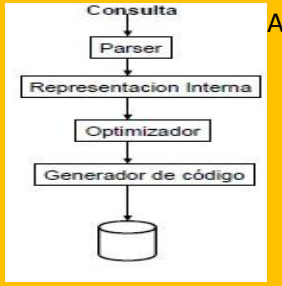 Consulta
A
Parser
Representacion Interna
Optimizador
Generador de código